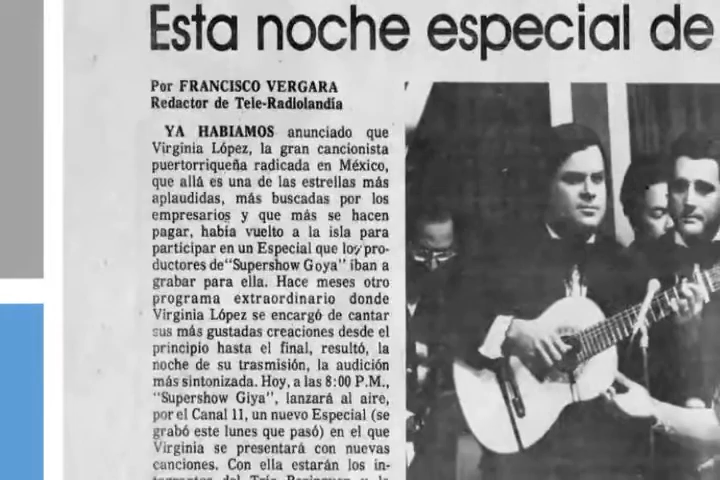 Esta noche especial de
Por FRANCISCO VERGARA
Redactor de Tele-Radiolandia
YA HABIAMOS anunciado que
Virginia López, la gran cancionista
puertorriqueña radicada en México,
que allá es una de las estrellas más
aplaudidas, más buscadas por los
empresarios y que más se hacen
pagar, había vuelto a la isla para
participar en un Especial que los pro-
ductores de "Supershow Goya" iban a
grabar para ella. Hace meses otro
programa extraordinario donde
Virginia López se encargó de cantar
sus más gustadas creaciones desde el
principio hasta el final, resultó, la
noche de su trasmisión, la audición
más sintonizada. Hoy, a las 8:00 P.M.,
"Supershow Giya", lanzará al aire,
por el Canal 11, un nuevo Especial (se
grabó este lunes que pasó) en el que
Virginia se presentará con nuevas
canciones. Con ella estarán los in-